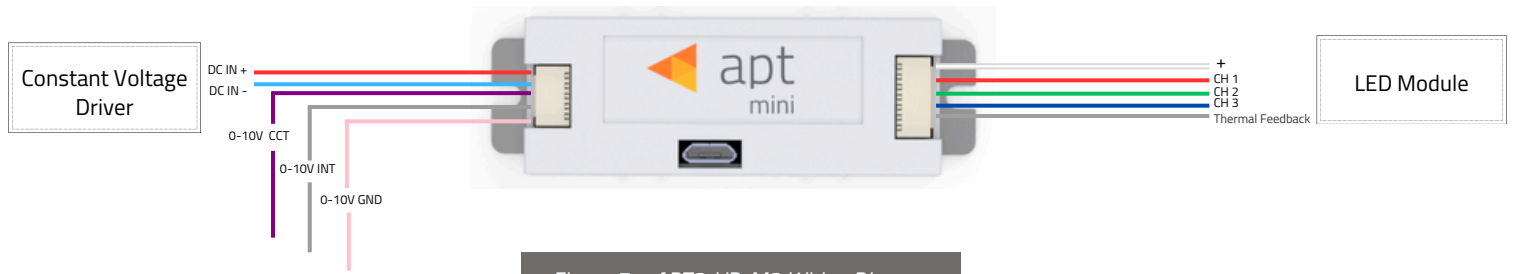 Constant Voltage
Driver
DC IN +
DC IN -
0-10V CCT
0-10V INT
0-10V GND
apt
mini
+
CH 1
CH 2
CH 3
Thermal Feedback
LED Module